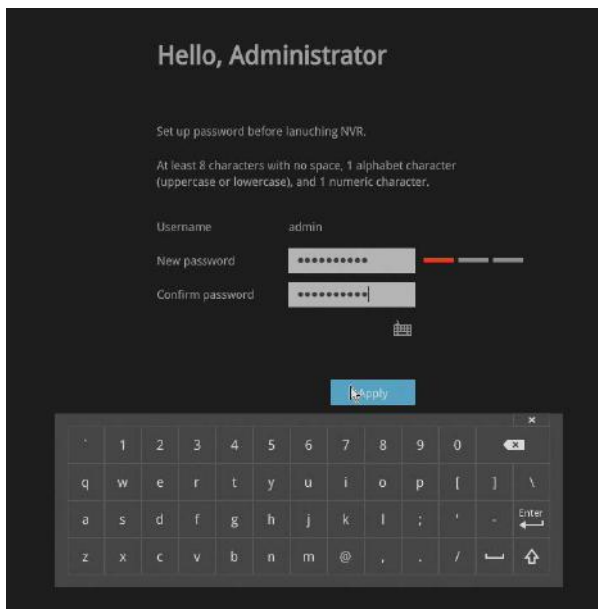 Hello, Administrator
Set up password before lanuching NVR.
At least 8 characters with no space, 1 alphabet character
(uppercase or lowercase), and 1 numeric character.
Username admin
New password ●●●●●●●●●●
Confirm password ●●●●●●●●●●
Apply
` 1 2 3 4 5 6 7 8 9 0
q w e r t y u i o p [ ] \
a s d f g h j k l ; ' - Enter
z x c v b n m @ , . /